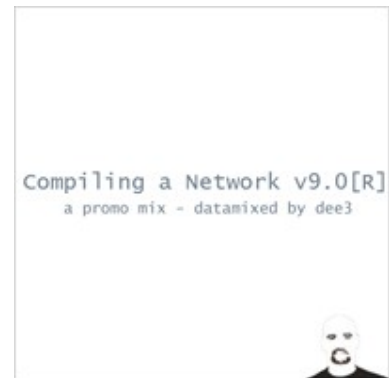 Compiling a Network v9.0[R]
a promo mix - datamixed by dee3